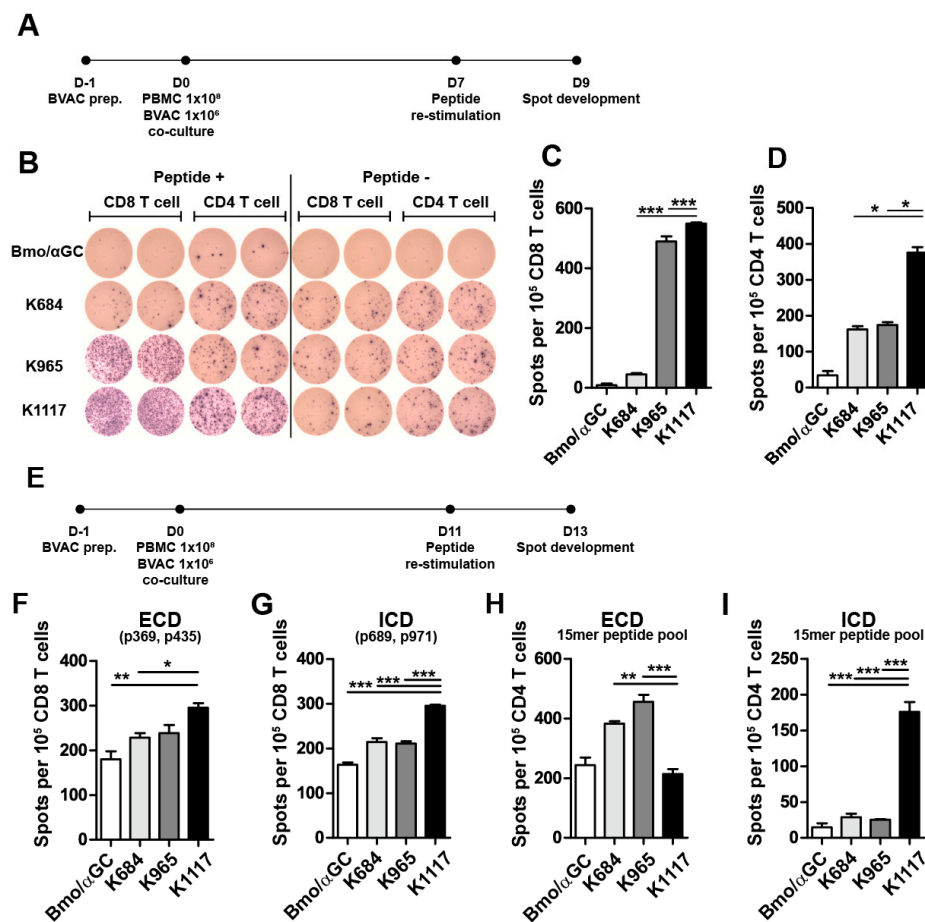 A
D-1
BVAC prep.
D0
PBMC 1x10⁸
BVAC 1x10⁶
co-culture
D7
Peptide
re-stimulation
D9
Spot development
B
Peptide +
Peptide -
CD8 T cell
CD4 T cell
CD8 T cell
CD4 T cell
Bmo/αGC
K684
K965
K1117
C
Spots per 10⁵ CD8 T cells
600
400
200
0
***
***
Bmo/αGC
K684
K965
K1117
D
Spots per 10⁵ CD4 T cells
500
400
300
200
100
0
*
*
Bmo/αGC
K684
K965
K1117
E
D-1
BVAC prep.
D0
PBMC 1x10⁸
BVAC 1x10⁶
co-culture
D11
Peptide
re-stimulation
D13
Spot development
F
ECD
(p369, p435)
Spots per 10⁵ CD8 T cells
400
300
200
100
0
**
*
Bmo/αGC
K684
K965
K1117
G
ICD
(p689, p971)
Spots per 10⁵ CD8 T cells
400
300
200
100
0
***
***
***
Bmo/αGC
K684
K965
K1117
H
ECD
15mer peptide pool
Spots per 10⁵ CD4 T cells
600
400
200
0
**
***
Bmo/αGC
K684
K965
K1117
I
ICD
15mer peptide pool
Spots per 10⁵ CD4 T cells
250
200
150
100
50
0
***
***
***
Bmo/αGC
K684
K965
K1117